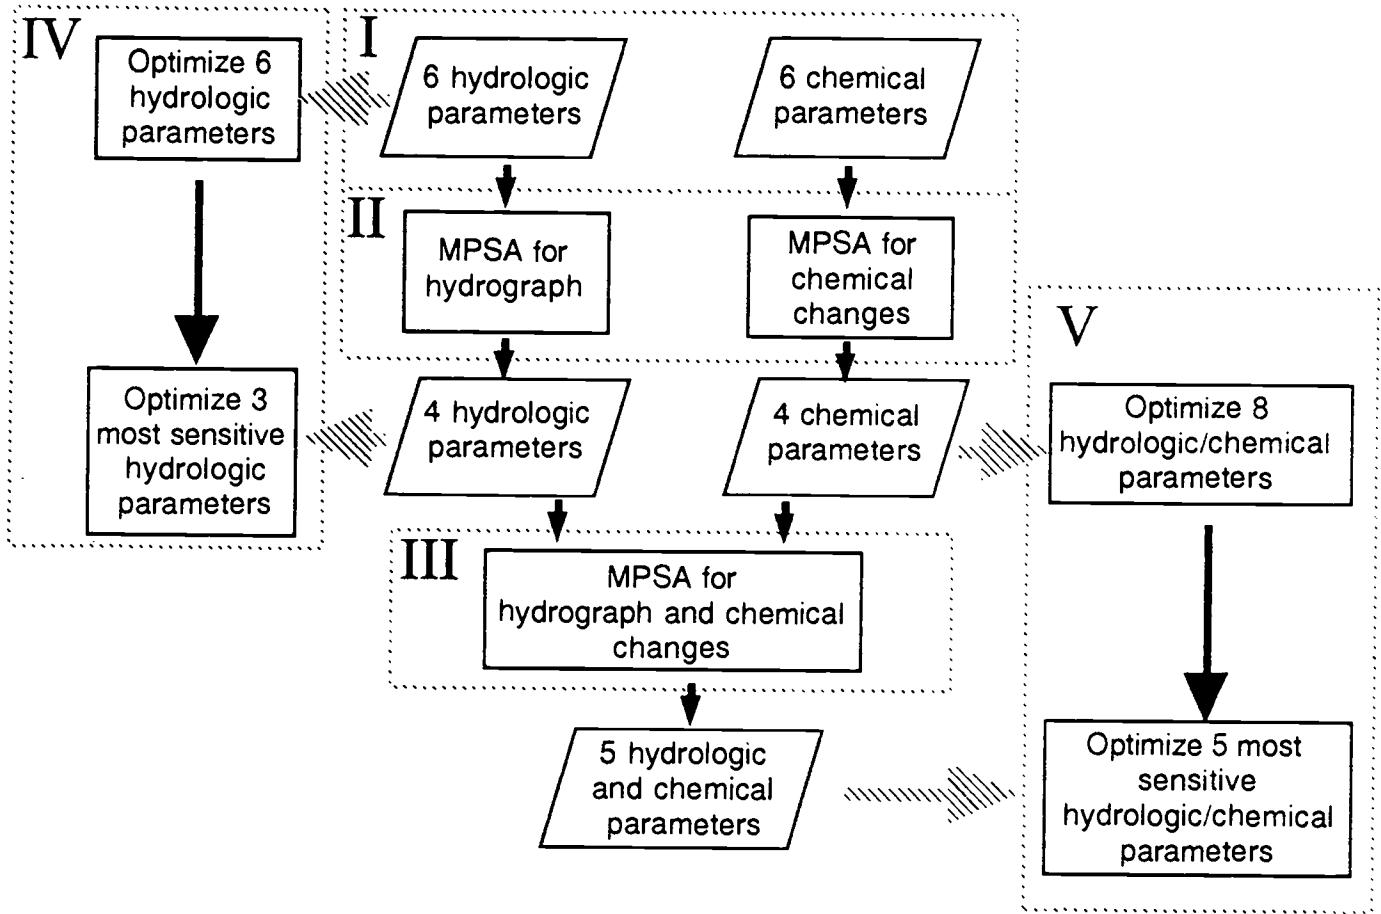 IV
Optimize 6
hydrologic
parameters
Optimize 3
most sensitive
hydrologic
parameters
I
6 hydrologic
parameters
6 chemical
parameters
II
MPSA for
hydrograph
MPSA for
chemical
changes
4 hydrologic
parameters
4 chemical
parameters
III
MPSA for
hydrograph and chemical
changes
5 hydrologic
and chemical
parameters
V
Optimize 8
hydrologic/chemical
parameters
Optimize 5 most
sensitive
hydrologic/chemical
parameters